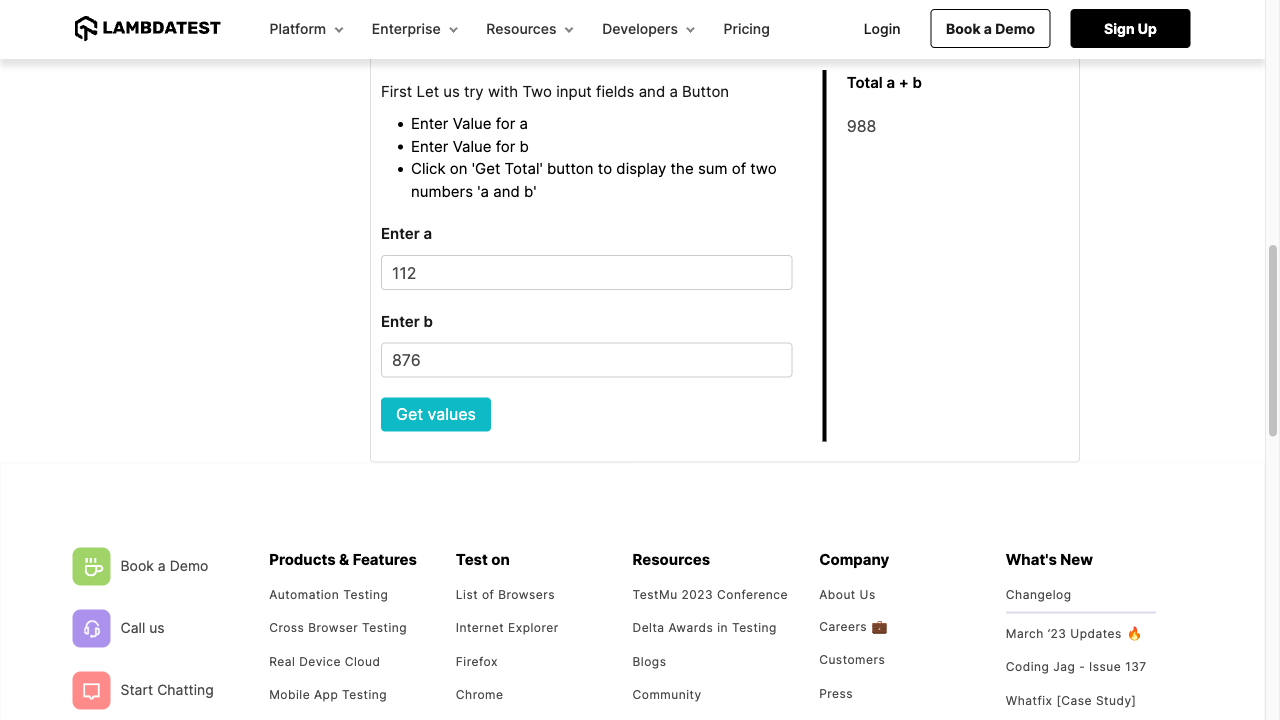 LAMBDATEST
Platform
Enterprise
Resources
Developers
Pricing
Login
Book a Demo
Sign Up
First Let us try with Two input fields and a Button
Enter Value for a
Enter Value for b
Click on 'Get Total' button to display the sum of two
numbers 'a and b'
Enter a
112
Enter b
876
Get values
Total a + b
988
Book a Demo
Call us
Start Chatting
Products & Features
Automation Testing
Cross Browser Testing
Real Device Cloud
Mobile App Testing
Test on
List of Browsers
Internet Explorer
Firefox
Chrome
Resources
TestMu 2023 Conference
Delta Awards in Testing
Blogs
Community
Company
About Us
Careers 💼
Customers
Press
What's New
Changelog
March ‘23 Updates 🔥
Coding Jag - Issue 137
Whatfix [Case Study]